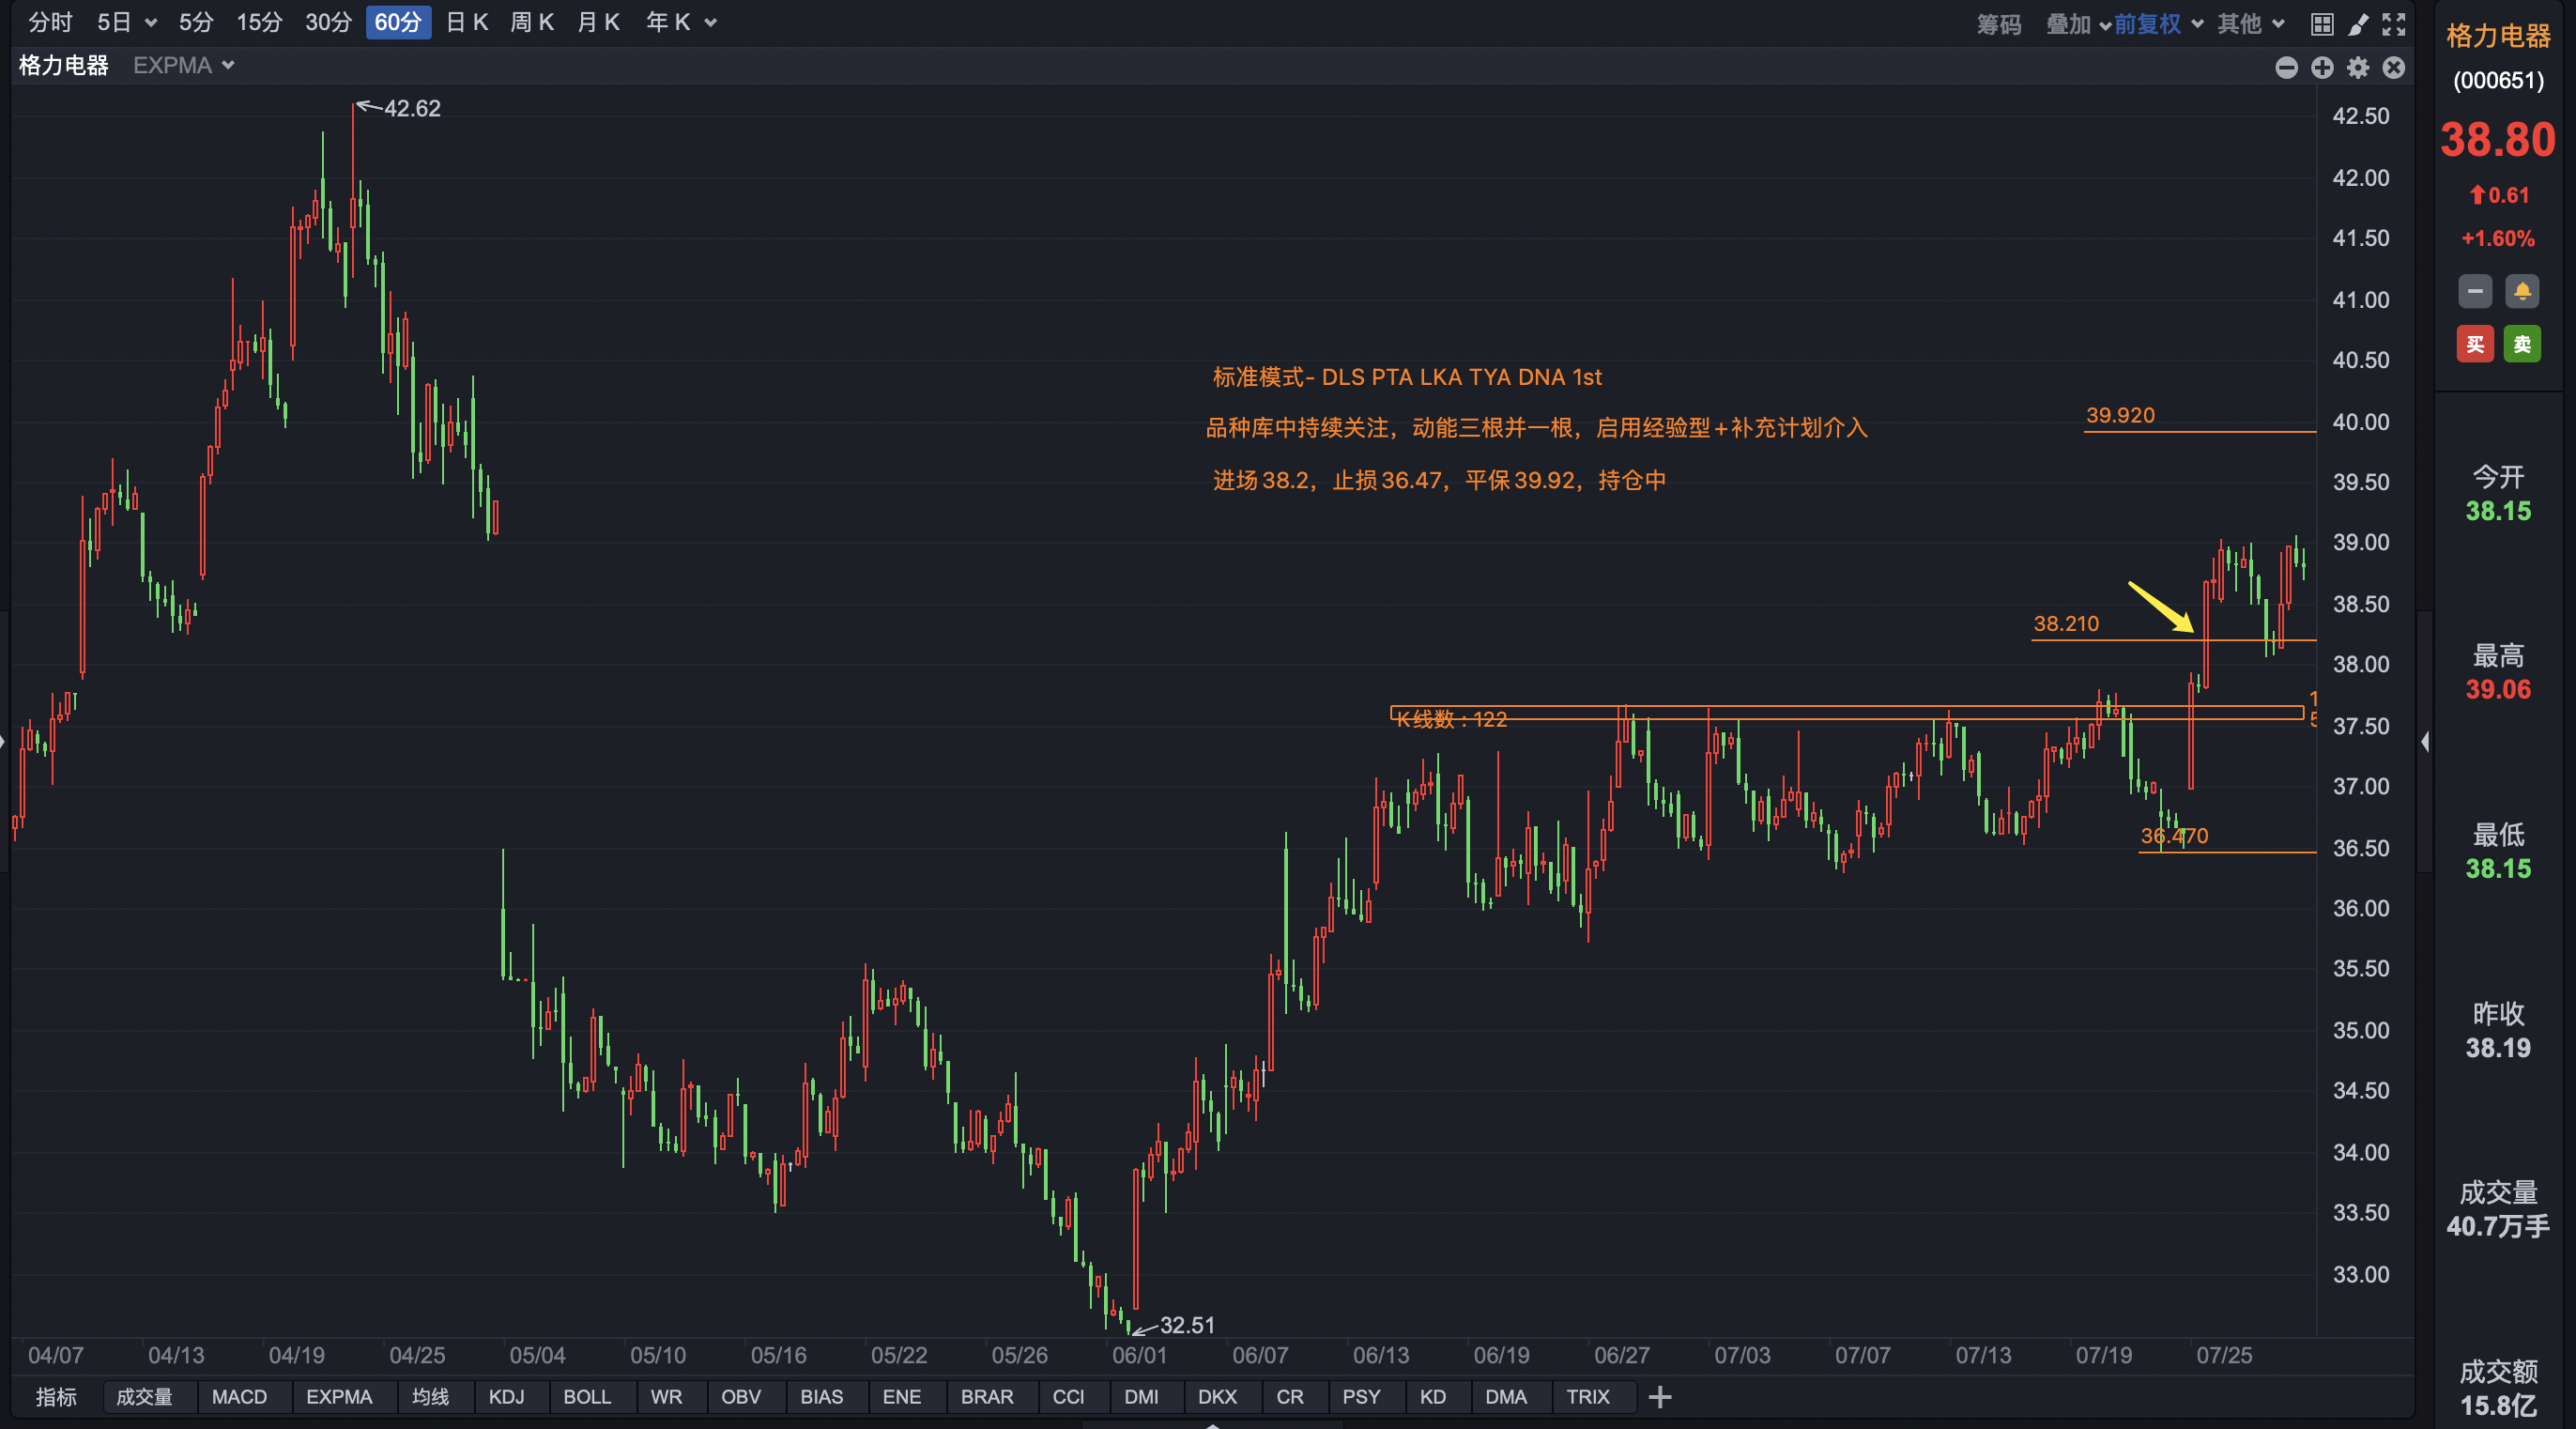 分时 5日 5分 15分 30分 60分 日K 周K 月K 年K 筹码 叠加 前复权 其他
格力电器 EXPMA
42.62
标准模式- DLS PTA LKA TYA DNA 1st
品种库中持续关注，动能三根并一根，启用经验型+补充计划介入
进场38.2，止损36.47，平保39.92，持仓中
39.920
38.210
K线数：122
36.470
32.51
42.50
42.00
41.50
41.00
40.50
40.00
39.50
39.00
38.50
38.00
37.50
37.00
36.50
36.00
35.50
35.00
34.50
34.00
33.50
33.00
04/07 04/13 04/19 04/25 05/04 05/10 05/16 05/22 05/26 06/01 06/07 06/13 06/19 06/27 07/03 07/07 07/13 07/19 07/25
指标 成交量 MACD EXPMA 均线 KDJ BOLL WR OBV BIAS ENE BRAR CCI DMI DKX CR PSY KD DMA TRIX
格力电器
(000651)
38.80
0.61
+1.60%
买 卖
今开
38.15
最高
39.06
最低
38.15
昨收
38.19
成交量
40.7万手
成交额
15.8亿